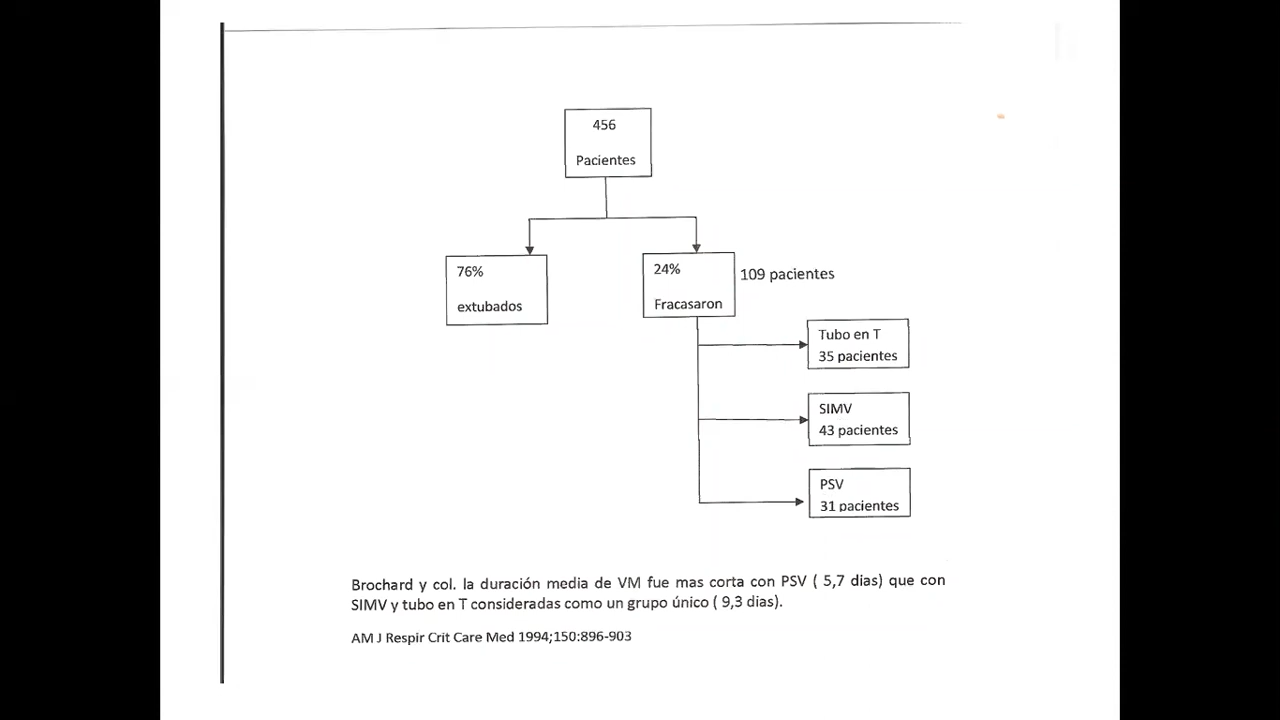 456
Pacientes
76%
extubados
24%
Fracasaron
109 pacientes
Tubo en T
35 pacientes
SIMV
43 pacientes
PSV
31 pacientes
Brochard y col. la duración media de VM fue mas corta con PSV ( 5,7 dias) que con
SIMV y tubo en T consideradas como un grupo único ( 9,3 dias).
AM J Respir Crit Care Med 1994;150:896-903